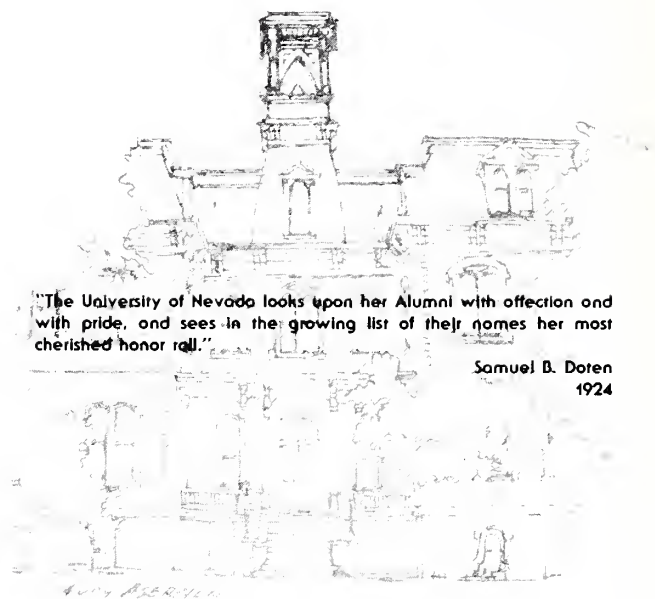 "The University of Nevada looks upon her Alumni with affection and
with pride, and sees in the growing list of their names her most
cherished honor roll."
Samuel B. Doten
1924